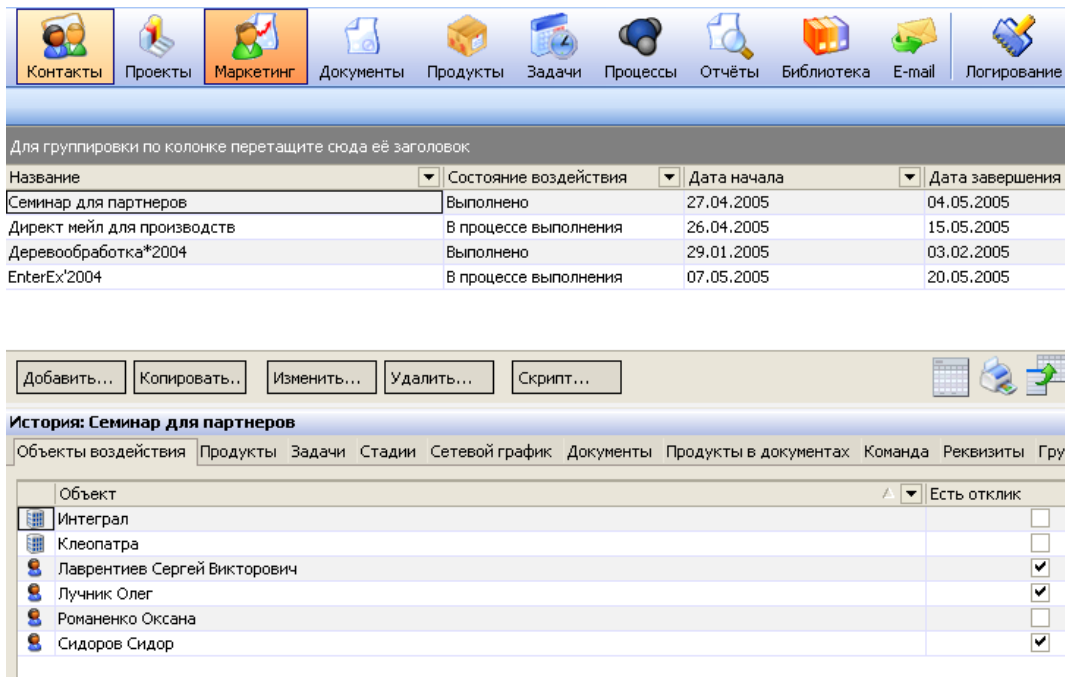 Контакты Проекты Маркетинг Документы Продукты Задачи Процессы Отчёты Библиотека E-mail Логирование
Для группировки по колонке перетащите сюда её заголовок
Название Состояние воздействия Дата начала Дата завершения
Семинар для партнеров Выполнено 27.04.2005 04.05.2005
Директ мейл для производств В процессе выполнения 26.04.2005 15.05.2005
Деревообработка*2004 Выполнено 29.01.2005 03.02.2005
EnterEx'2004 В процессе выполнения 07.05.2005 20.05.2005
Добавить... Копировать.. Изменить... Удалить... Скрипт...
История: Семинар для партнеров
Объекты воздействия Продукты Задачи Стадии Сетевой график Документы Продукты в документах Команда Реквизиты Гру
Объект Есть отклик
Интеграл
Клеопатра
Лаврентиев Сергей Викторович
Лучник Олег
Романенко Оксана
Сидоров Сидор